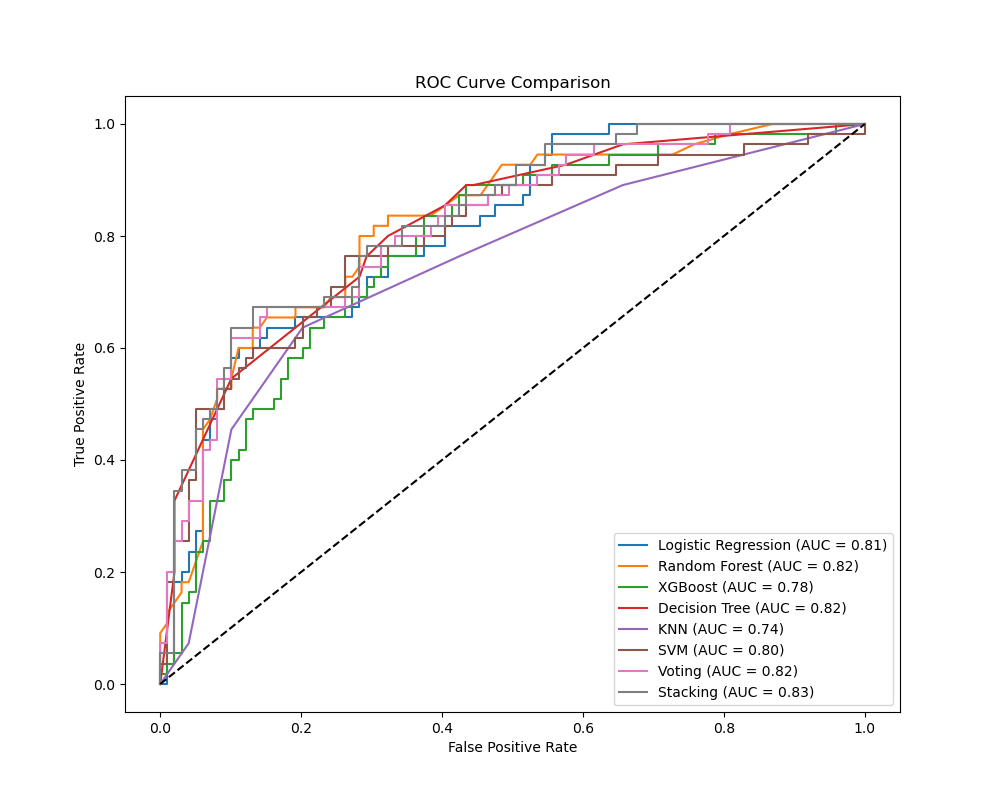 ROC Curve Comparison
1.0
0.8
0.6
0.4
0.2
0.0
True Positive Rate
0.0 0.2 0.4 0.6 0.8 1.0
False Positive Rate
Logistic Regression (AUC = 0.81)
Random Forest (AUC = 0.82)
XGBoost (AUC = 0.78)
Decision Tree (AUC = 0.82)
KNN (AUC = 0.74)
SVM (AUC = 0.80)
Voting (AUC = 0.82)
Stacking (AUC = 0.83)